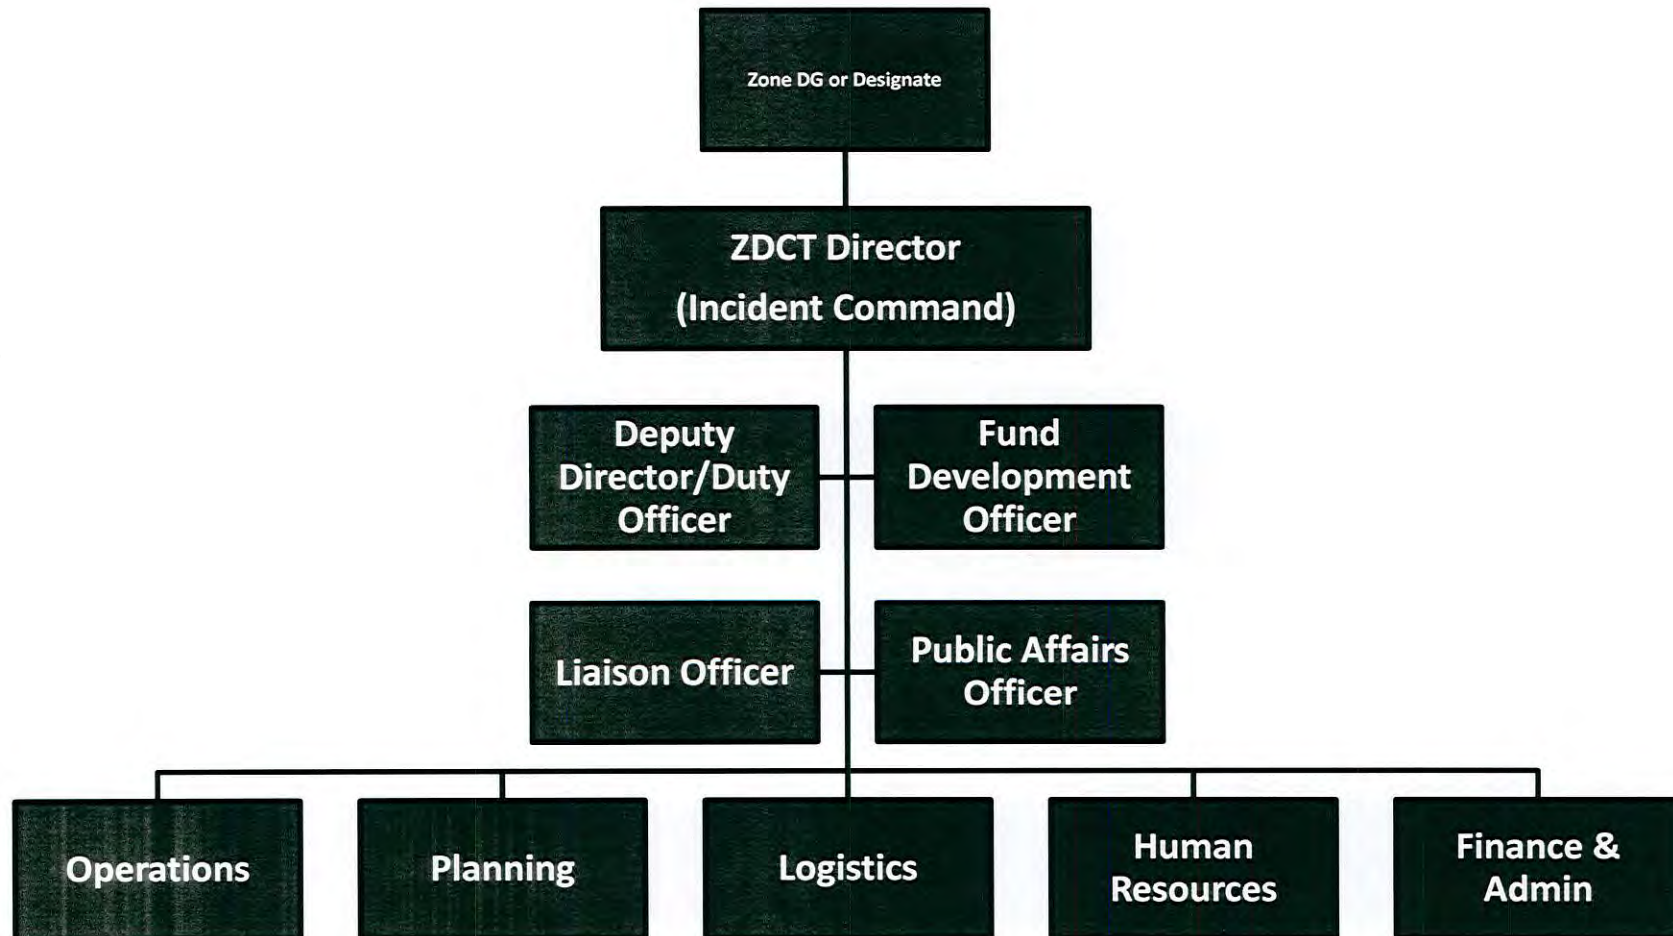 Zone DG or Designate
ZDCT Director
(Incident Command)
Deputy
Director/Duty
Officer
Fund
Development
Officer
Liaison Officer
Public Affairs
Officer
Operations
Planning
Logistics
Human
Resources
Finance &
Admin